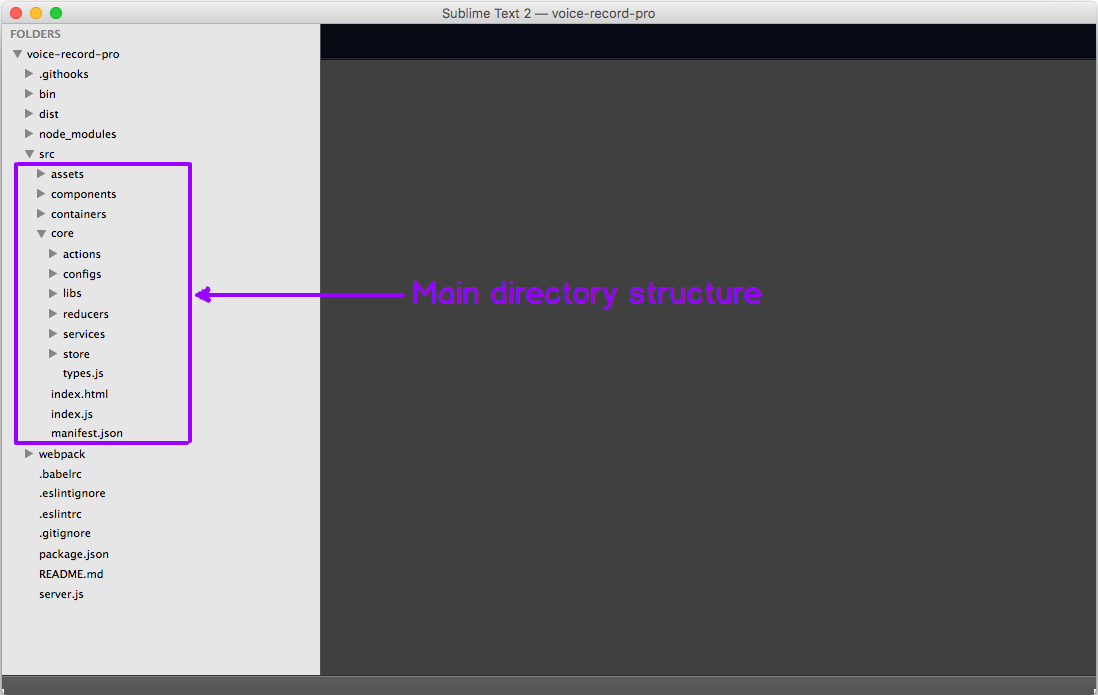 Sublime Text 2 — voice-record-pro
FOLDERS
voice-record-pro
.githooks
bin
dist
node_modules
src
assets
components
containers
core
actions
configs
libs
reducers
services
store
types.js
index.html
index.js
manifest.json
webpack
.babelrc
.eslintignore
.eslintrc
.gitignore
package.json
README.md
server.js
Main directory structure